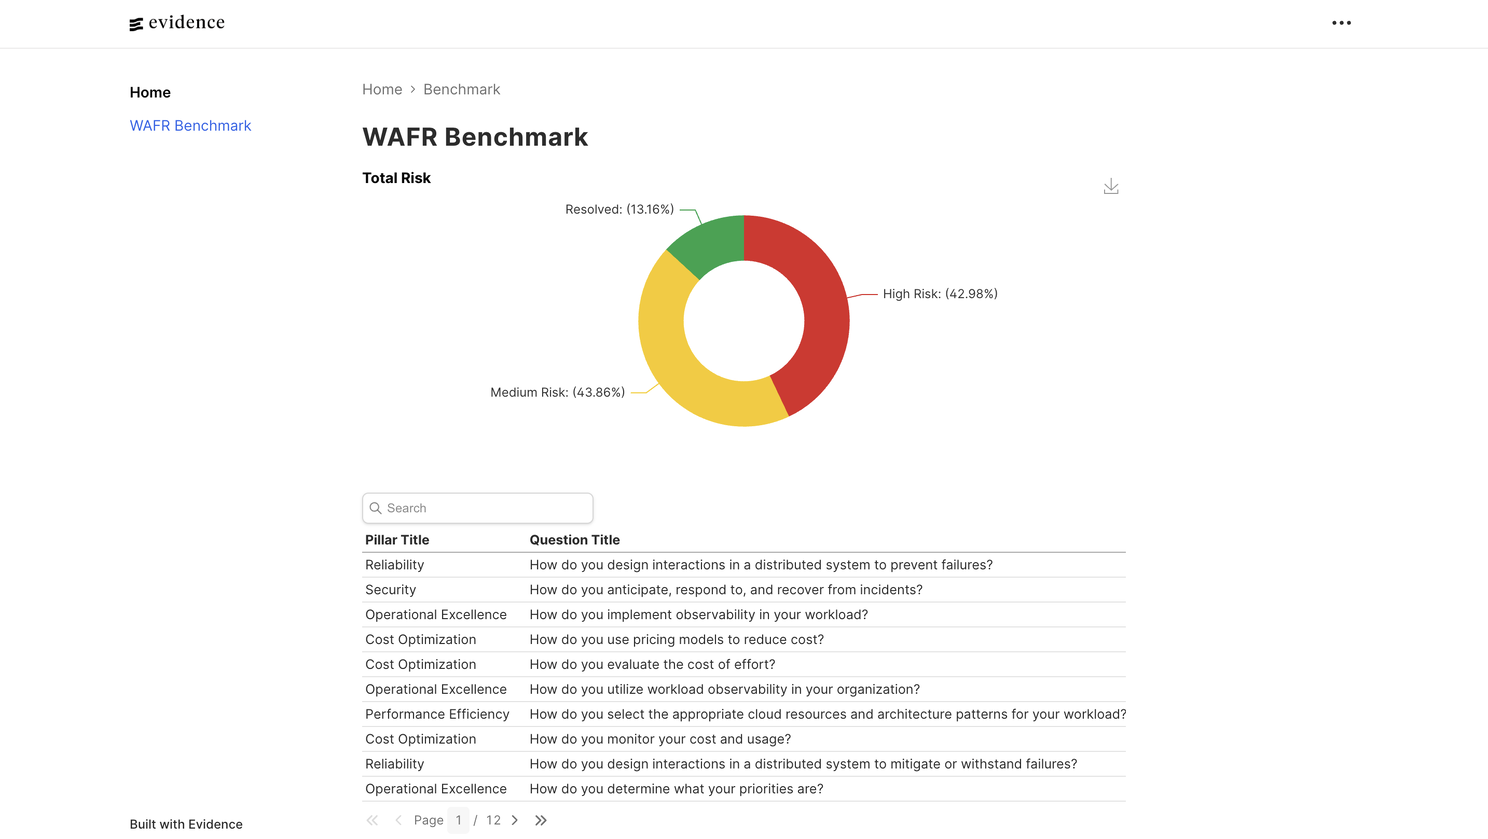 evidence
Home
WAFR Benchmark
Home > Benchmark
WAFR Benchmark
Total Risk
Resolved: (13.16%)
High Risk: (42.98%)
Medium Risk: (43.86%)
Search
Pillar Title Question Title
Reliability How do you design interactions in a distributed system to prevent failures?
Security How do you anticipate, respond to, and recover from incidents?
Operational Excellence How do you implement observability in your workload?
Cost Optimization How do you use pricing models to reduce cost?
Cost Optimization How do you evaluate the cost of effort?
Operational Excellence How do you utilize workload observability in your organization?
Performance Efficiency How do you select the appropriate cloud resources and architecture patterns for your workload?
Cost Optimization How do you monitor your cost and usage?
Reliability How do you design interactions in a distributed system to mitigate or withstand failures?
Operational Excellence How do you determine what your priorities are?
Page 1 / 12
Built with Evidence